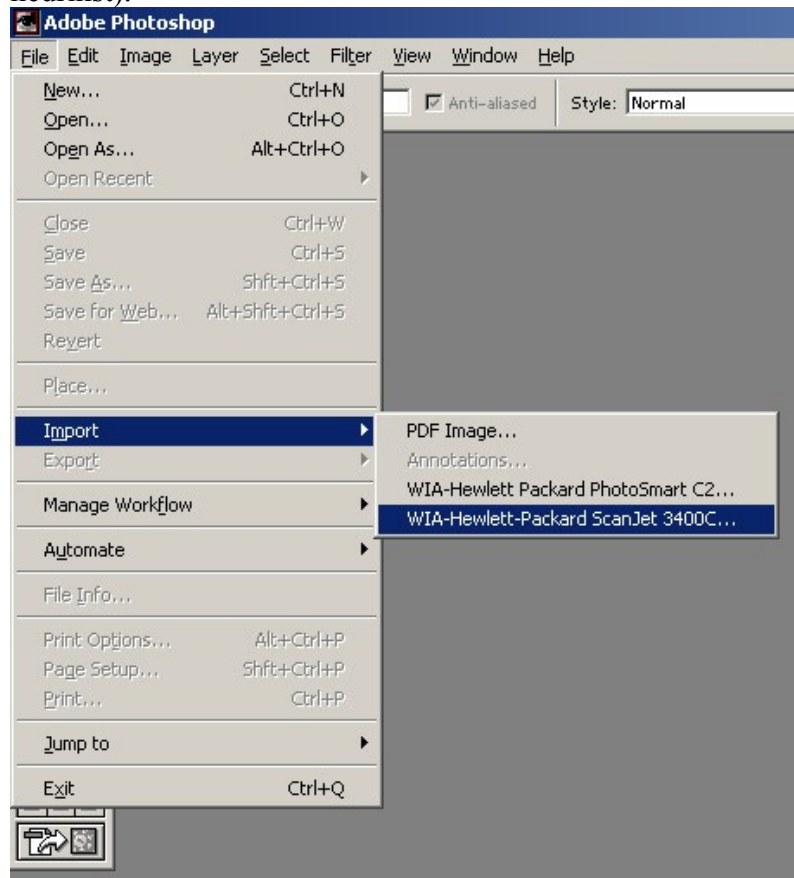 Adobe Photoshop
File Edit Image Layer Select Filter View Window Help
Anti-aliased Style: Normal
New... Ctrl+N
Open... Ctrl+O
Open As... Alt+Ctrl+O
Open Recent
Close Ctrl+W
Save Ctrl+S
Save As... Shft+Ctrl+S
Save for Web... Alt+Shft+Ctrl+S
Revert
Place...
Import
Export
Manage Workflow
Automate
File Info...
Print Options... Alt+Ctrl+P
Page Setup... Shft+Ctrl+P
Print... Ctrl+P
Jump to
Exit Ctrl+Q
PDF Image...
Annotations...
WIA-Hewlett Packard PhotoSmart C2...
WIA-Hewlett-Packard ScanJet 3400C...